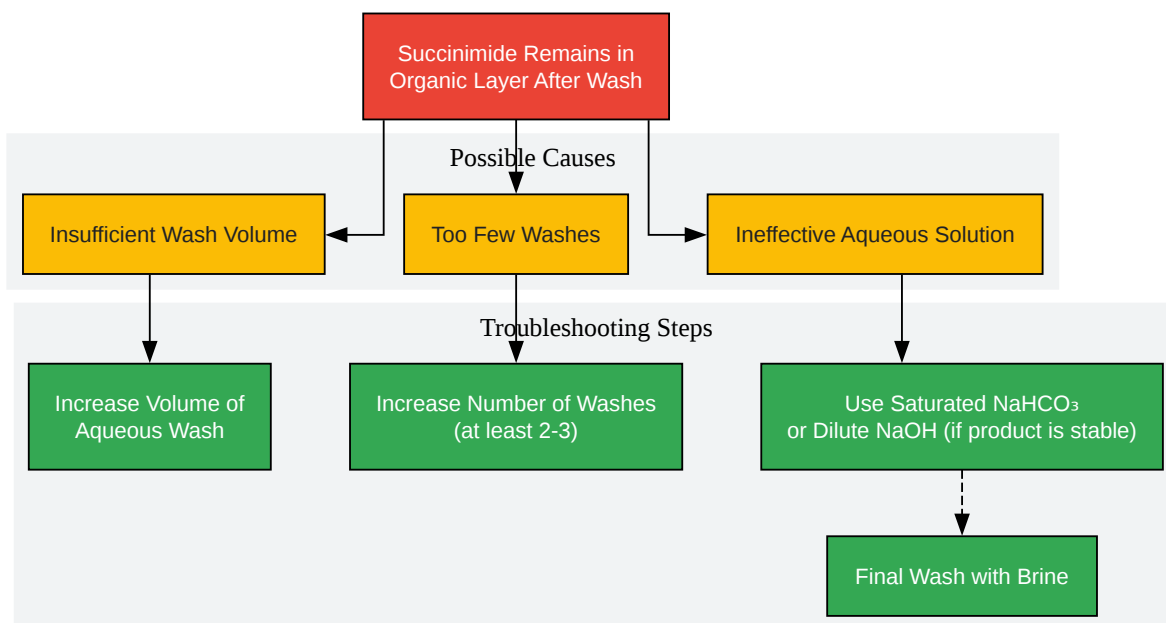 Succinimide Remains in
Organic Layer After Wash
Possible Causes
Insufficient Wash Volume
Too Few Washes
Ineffective Aqueous Solution
Troubleshooting Steps
Increase Volume of
Aqueous Wash
Increase Number of Washes
(at least 2-3)
Use Saturated NaHCO₃
or Dilute NaOH (if product is stable)
Final Wash with Brine